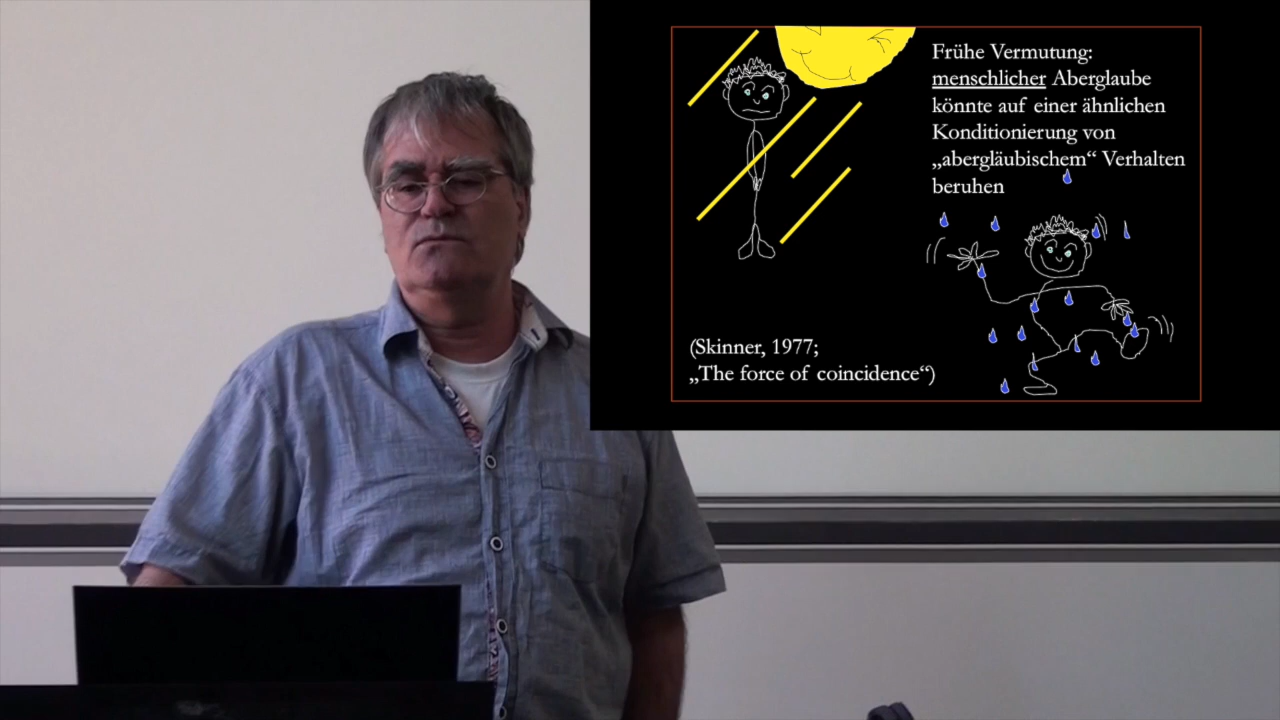 Frühe Vermutung:
menschlicher Aberglaube
könnte auf einer ähnlichen
Konditionierung von
„abergläubischem“ Verhalten
beruhen
(Skinner, 1977;
„The force of coincidence“)